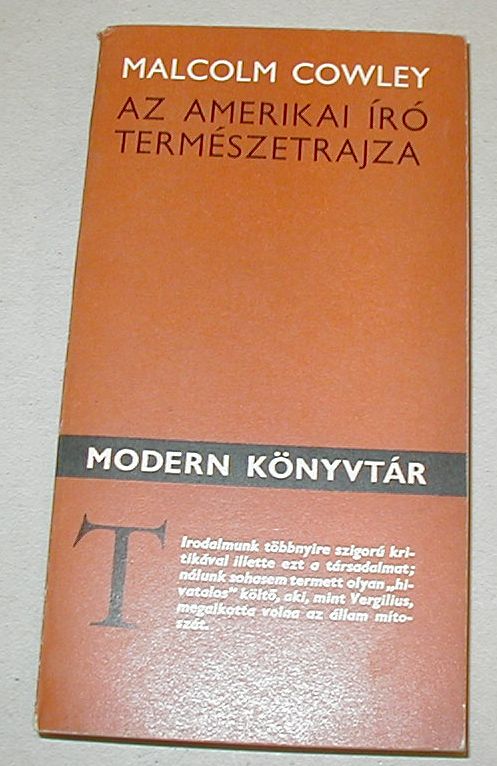 MALCOLM COWLEY
AZ AMERIKAI ÍRÓ
TERMÉSZETRAJZA
MODERN KÖNYVTÁR
T
Irodalmunk többnyire szigorú kri-
tikával illette ezt a társadalmat;
nálunk sohasem termett olyan „hi-
vatalos” költő, aki, mint Vergilius,
megalkotta volna az állam míto-
szát.